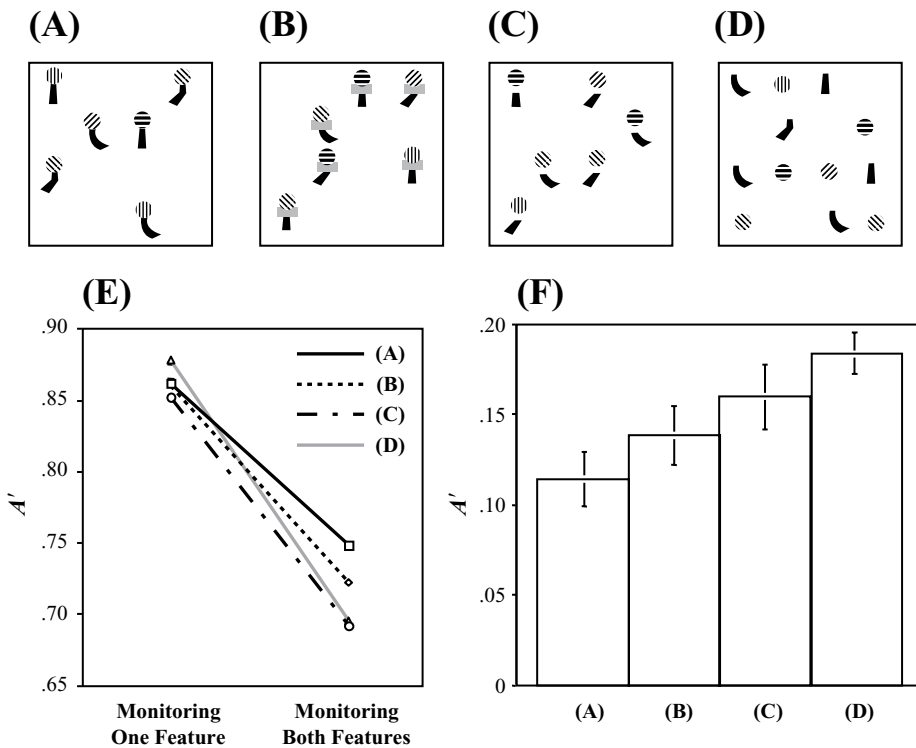 (A)
(B)
(C)
(D)
(E)
(F)
.90
.85
.80
.75
.70
.65
A′
(A)
(B)
(C)
(D)
Monitoring
One Feature
Monitoring
Both Features
.20
.15
.10
.05
0
A′
(A)
(B)
(C)
(D)